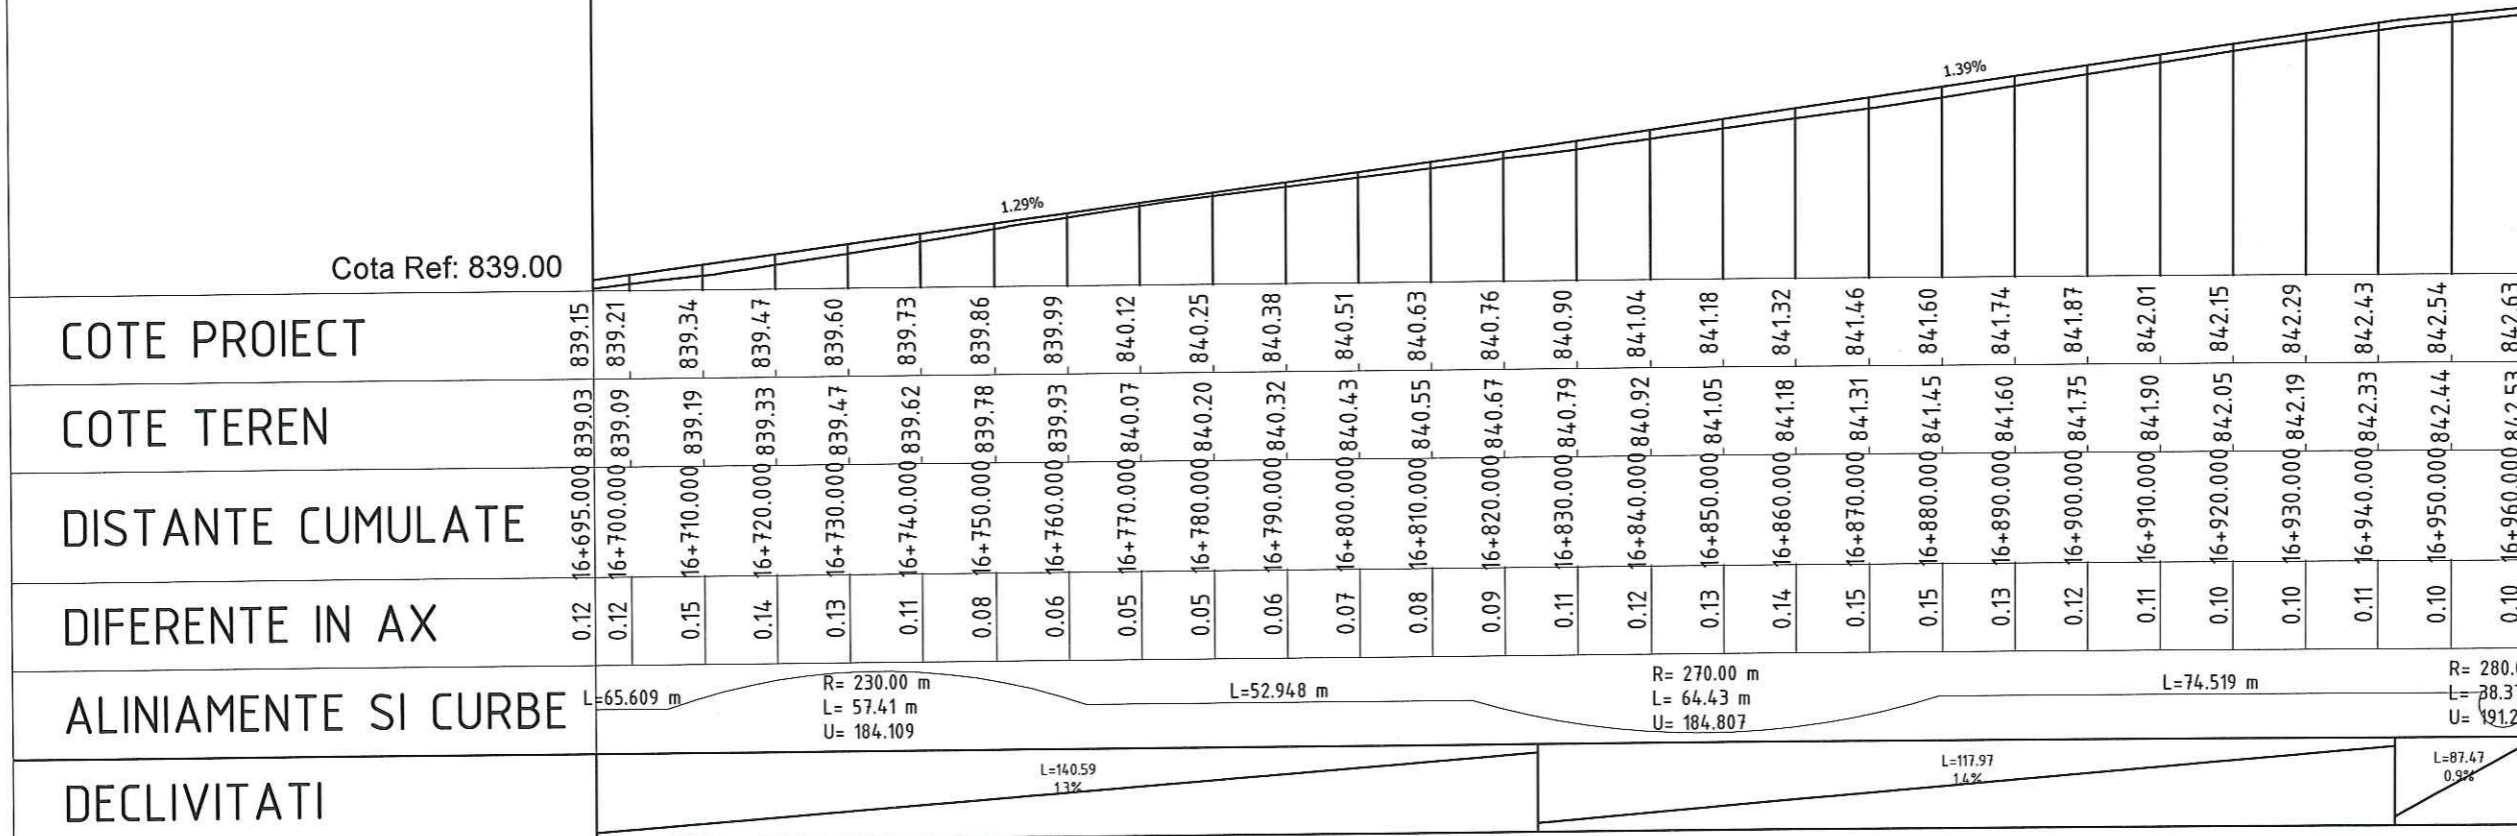 1.39%
1.29%
Cota Ref: 839.00
COTE PROIECT 839.15 839.21 839.34 839.47 839.60 839.73 839.86 839.99 840.12 840.25 840.38 840.51 840.63 840.76 840.90 841.04 841.18 841.32 841.46 841.60 841.74 841.87 842.01 842.15 842.29 842.43 842.54 842.63
COTE TEREN 839.03 839.09 839.19 839.33 839.47 839.62 839.78 839.93 840.07 840.20 840.32 840.43 840.55 840.67 840.79 840.92 841.05 841.18 841.31 841.45 841.60 841.75 841.90 842.05 842.19 842.33 842.44 842.53
DISTANTE CUMULATE 16+695.000 16+700.000 16+710.000 16+720.000 16+730.000 16+740.000 16+750.000 16+760.000 16+770.000 16+780.000 16+790.000 16+800.000 16+810.000 16+820.000 16+830.000 16+840.000 16+850.000 16+860.000 16+870.000 16+880.000 16+890.000 16+900.000 16+910.000 16+920.000 16+930.000 16+940.000 16+950.000 16+960.000
DIFERENTE IN AX 0.12 0.12 0.15 0.14 0.13 0.11 0.08 0.06 0.05 0.05 0.06 0.07 0.08 0.09 0.11 0.12 0.13 0.14 0.15 0.15 0.13 0.12 0.11 0.10 0.10 0.11 0.10 0.10
ALINIAMENTE SI CURBE
L=65.609 m
R= 230.00 m
L= 57.41 m
U= 184.109
L=52.948 m
R= 270.00 m
L= 64.43 m
U= 184.807
L=74.519 m
R= 280.
L= 38.3
U= 191.2
DECLIVITATI
L=140.59
1.3%
L=117.97
1.4%
L=87.47
0.9%